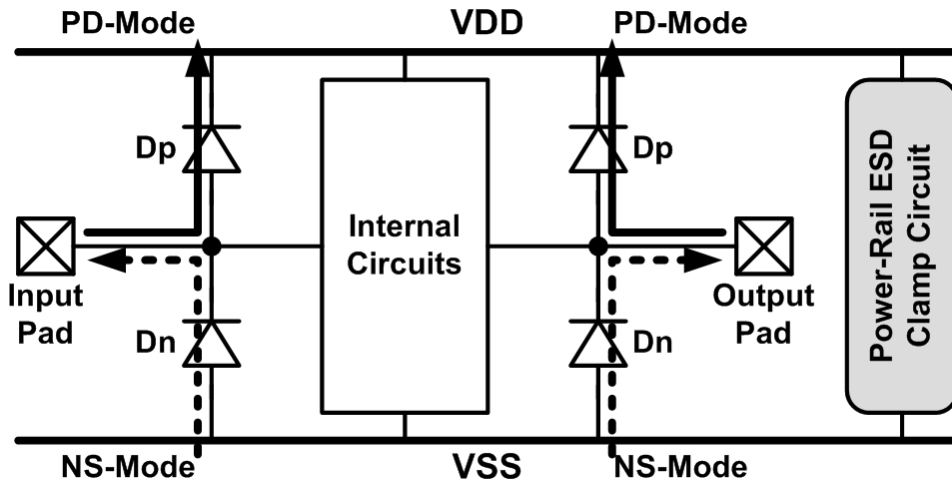 PD-Mode
VDD
PD-Mode
Dp
Dp
Input
Pad
Internal
Circuits
Output
Pad
Power-Rail ESD
Clamp Circuit
Dn
Dn
NS-Mode
VSS
NS-Mode